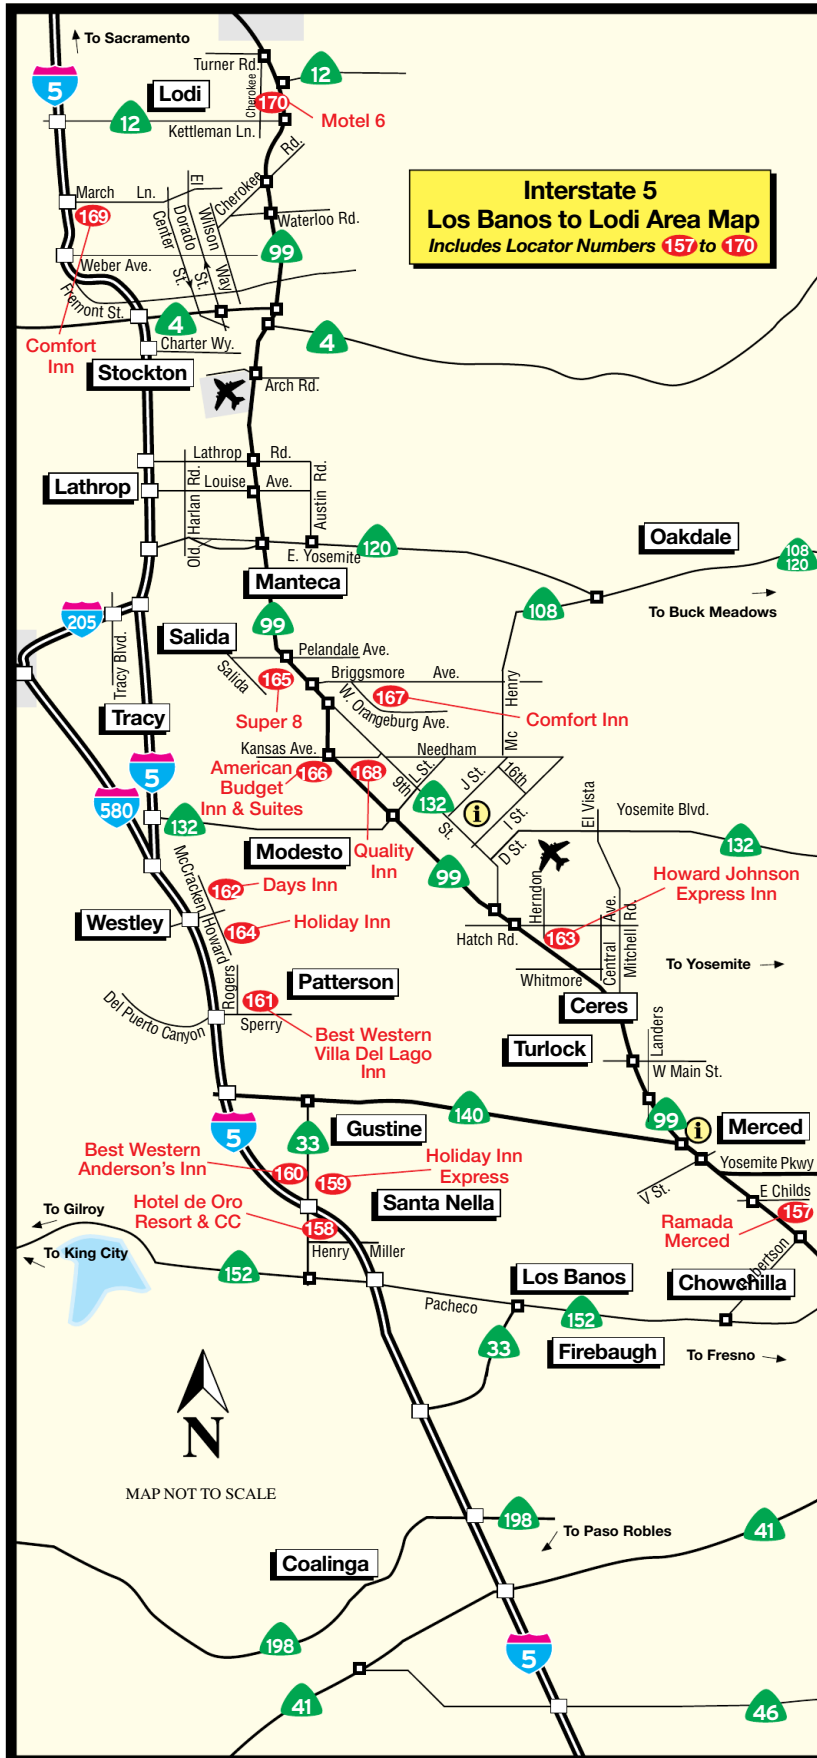 To Sacramento
Turner Rd.
12
5
Lodi
Cherokee
170
Motel 6
12
Kettleman Ln.
Rd.
Cherokee
El
March Ln.
169
Interstate 5
Los Banos to Lodi Area Map
Includes Locator Numbers 157 to 170
Center St.
Dorado St.
Wilson Way
Waterloo Rd.
99
Weber Ave.
Fremont St.
4
4
Comfort
Inn
Charter Wy.
Stockton
Arch Rd.
Lathrop Rd.
Lathrop
Louise Ave.
Old Harlan Rd.
Austin Rd.
E. Yosemite
120
Oakdale
108
120
Manteca
108
To Buck Meadows
205
99
Salida
Tracy Blvd.
Pelandale Ave.
Salida
165
Briggsmore Ave.
167
W. Orangeburg Ave.
Mc Henry
Super 8
Comfort Inn
Tracy
Kansas Ave.
Needham
American
Budget
Inn & Suites
166
168
9th St.
L St.
J St.
16th
I St.
D St.
i
5
580
132
132
El Vista
Yosemite Blvd.
132
Modesto
Quality
Inn
McCracken
Howard
162
Days Inn
99
Howard Johnson
Express Inn
Herndon
Westley
164
Holiday Inn
Hatch Rd.
163
Central Ave.
Mitchell Rd.
To Yosemite
Whitmore
Patterson
Rogers
161
Ceres
Del Puerto Canyon
Sperry
Best Western
Villa Del Lago
Inn
Turlock
Landers
W Main St.
140
99
i
Merced
5
33
Gustine
Best Western
Anderson's Inn
160
159
Holiday Inn
Express
Yosemite Pkwy
V St.
E Childs
157
Ramada
Merced
Santa Nella
Hotel de Oro
Resort & CC
158
To Gilroy
To King City
Henry Miller
152
Robertson
Los Banos
Chowchilla
Pacheco
152
33
Firebaugh
To Fresno
N
MAP NOT TO SCALE
198
To Paso Robles
41
Coalinga
198
5
41
46